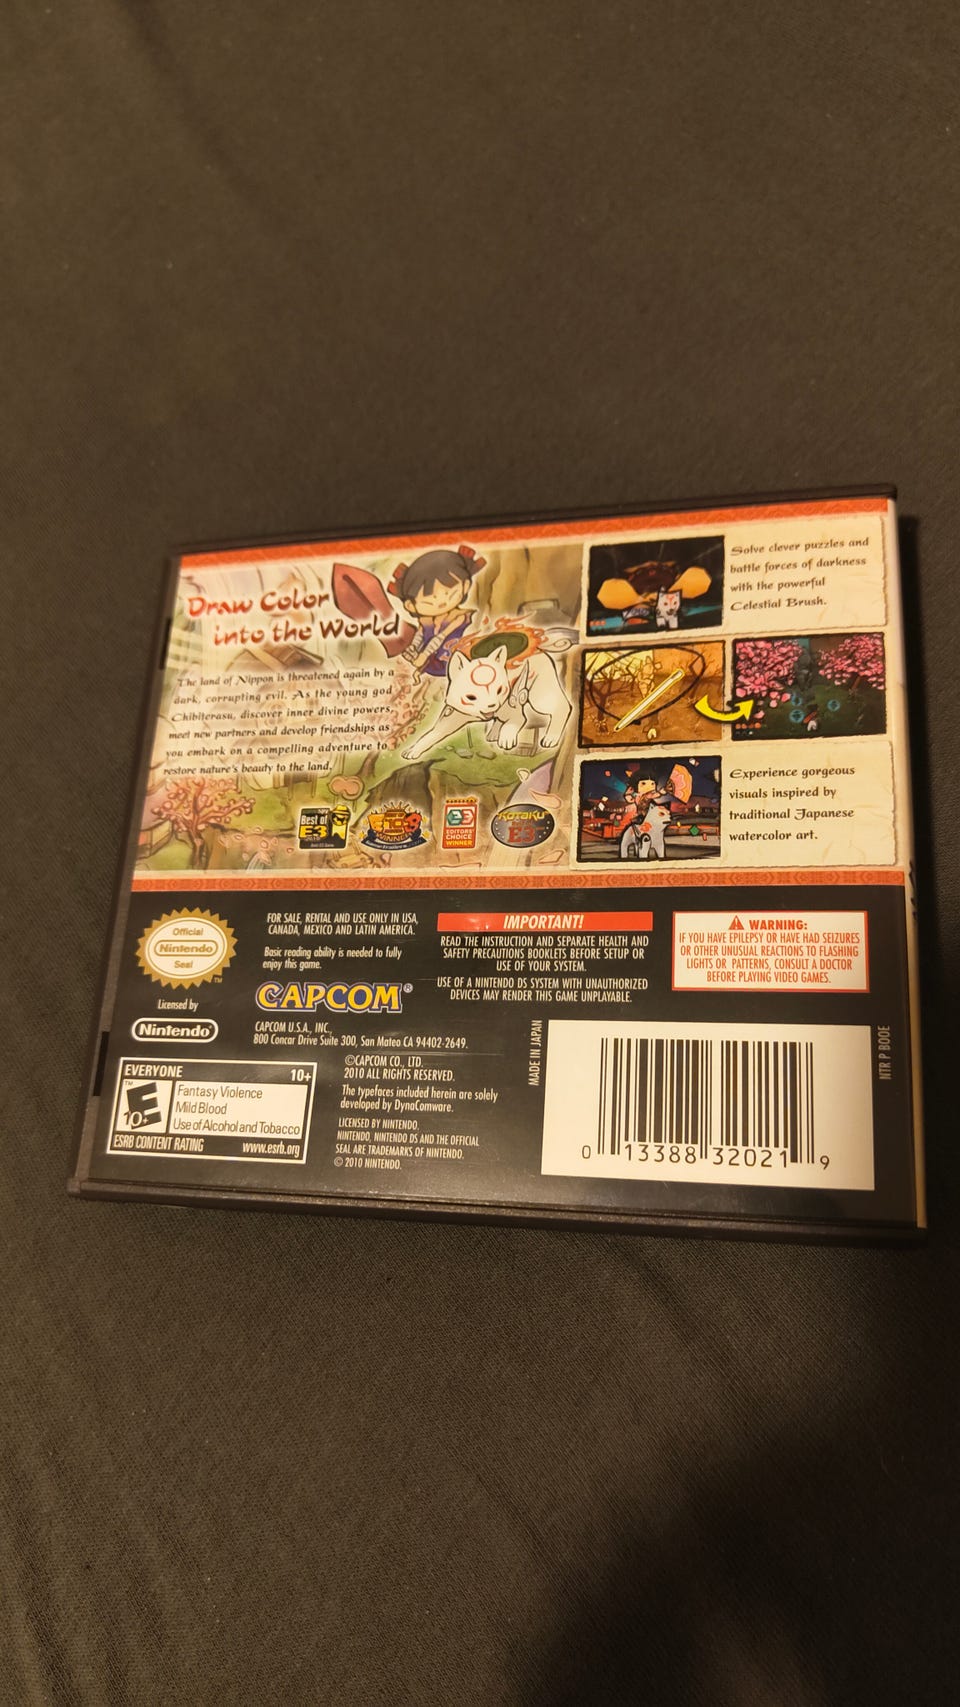 Draw Color
into the World
The land of Nippon is threatened again by a
dark, corrupting evil. As the young god
Chibiterasu, discover inner divine powers,
meet new partners and develop friendships as
you embark on a compelling adventure to
restore nature's beauty to the land.
Best of
E3
WINNER
E3
EDITORS'
CHOICE
WINNER
KOTAKU
E3
Solve clever puzzles and
battle forces of darkness
with the powerful
Celestial Brush.
Experience gorgeous
visuals inspired by
traditional Japanese
watercolor art.
Official
Nintendo
Seal
TM
Licensed by
Nintendo®
FOR SALE, RENTAL AND USE ONLY IN USA,
CANADA, MEXICO AND LATIN AMERICA.
Basic reading ability is needed to fully
enjoy this game.
CAPCOM®
CAPCOM U.S.A., INC.,
800 Concar Drive Suite 300, San Mateo CA 94402-2649.
©CAPCOM CO., LTD.
2010 ALL RIGHTS RESERVED.
The typefaces included herein are solely
developed by DynaComware.
LICENSED BY NINTENDO.
NINTENDO, NINTENDO DS AND THE OFFICIAL
SEAL ARE TRADEMARKS OF NINTENDO.
© 2010 NINTENDO.
EVERYONE 10+
TM
E
10+
Fantasy Violence
Mild Blood
Use of Alcohol and Tobacco
ESRB CONTENT RATING www.esrb.org
IMPORTANT!
READ THE INSTRUCTION AND SEPARATE HEALTH AND
SAFETY PRECAUTIONS BOOKLETS BEFORE SETUP OR
USE OF YOUR SYSTEM.
USE OF A NINTENDO DS SYSTEM WITH UNAUTHORIZED
DEVICES MAY RENDER THIS GAME UNPLAYABLE.
WARNING:
IF YOU HAVE EPILEPSY OR HAVE HAD SEIZURES
OR OTHER UNUSUAL REACTIONS TO FLASHING
LIGHTS OR PATTERNS, CONSULT A DOCTOR
BEFORE PLAYING VIDEO GAMES.
MADE IN JAPAN
0 13388 32021 9
NTR P BOOE